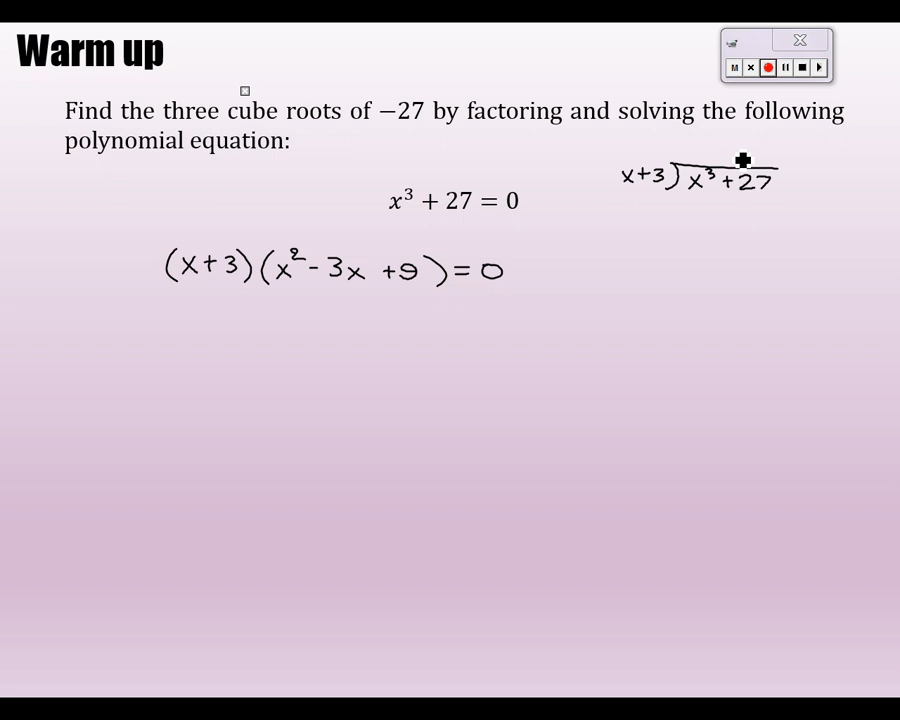 Warm up
Find the three cube roots of −27 by factoring and solving the following
polynomial equation:
x+3)x³+27
x³ + 27 = 0
(x+3)(x²-3x +9)=0
M